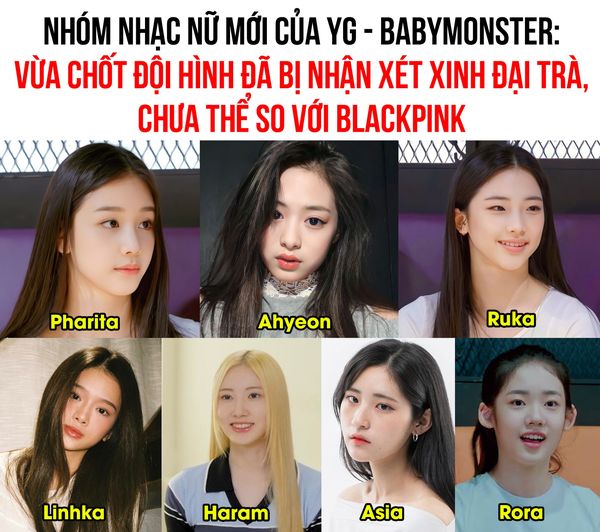 NHÓM NHẠC NỮ MỚI CỦA YG - BABYMONSTER:
VỪA CHỐT ĐỘI HÌNH ĐÃ BỊ NHẬN XÉT XINH ĐẠI TRÀ,
CHƯA THỂ SO VỚI BLACKPINK
Pharita
Ahyeon
Ruka
Linhka
Haram
Asia
Rora